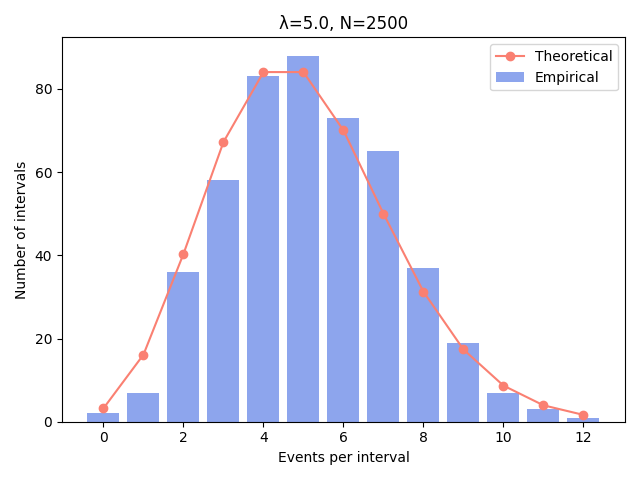 λ=5.0, N=2500
Theoretical
Empirical
Number of intervals
80
60
40
20
0
0 2 4 6 8 10 12
Events per interval